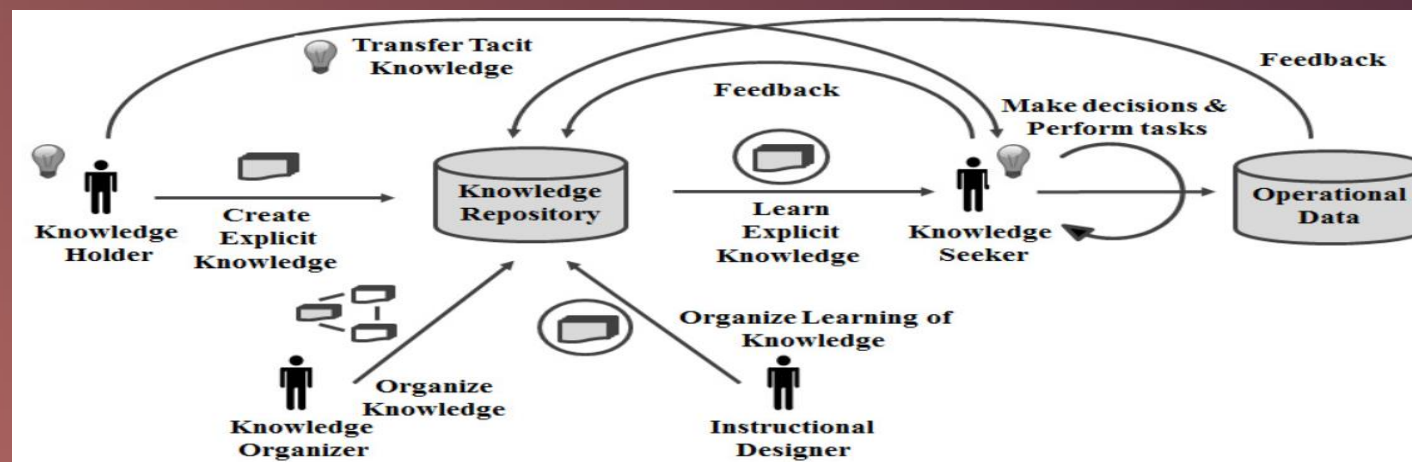 Transfer Tacit
Knowledge
Feedback
Feedback
Make decisions &
Perform tasks
Knowledge
Holder
Create
Explicit
Knowledge
Knowledge
Repository
Learn
Explicit
Knowledge
Knowledge
Seeker
Operational
Data
Organize
Knowledge
Knowledge
Organizer
Organize Learning of
Knowledge
Instructional
Designer